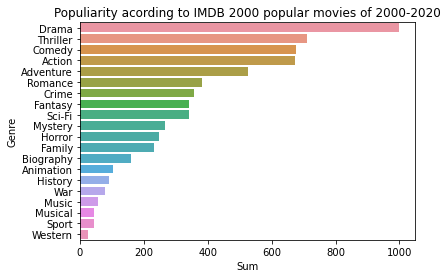 Populiarity acording to IMDB 2000 popular movies of 2000-2020
Drama
Thriller
Comedy
Action
Adventure
Romance
Crime
Fantasy
Sci-Fi
Mystery
Horror
Family
Biography
Animation
History
War
Music
Musical
Sport
Western
Genre
0 200 400 600 800 1000
Sum